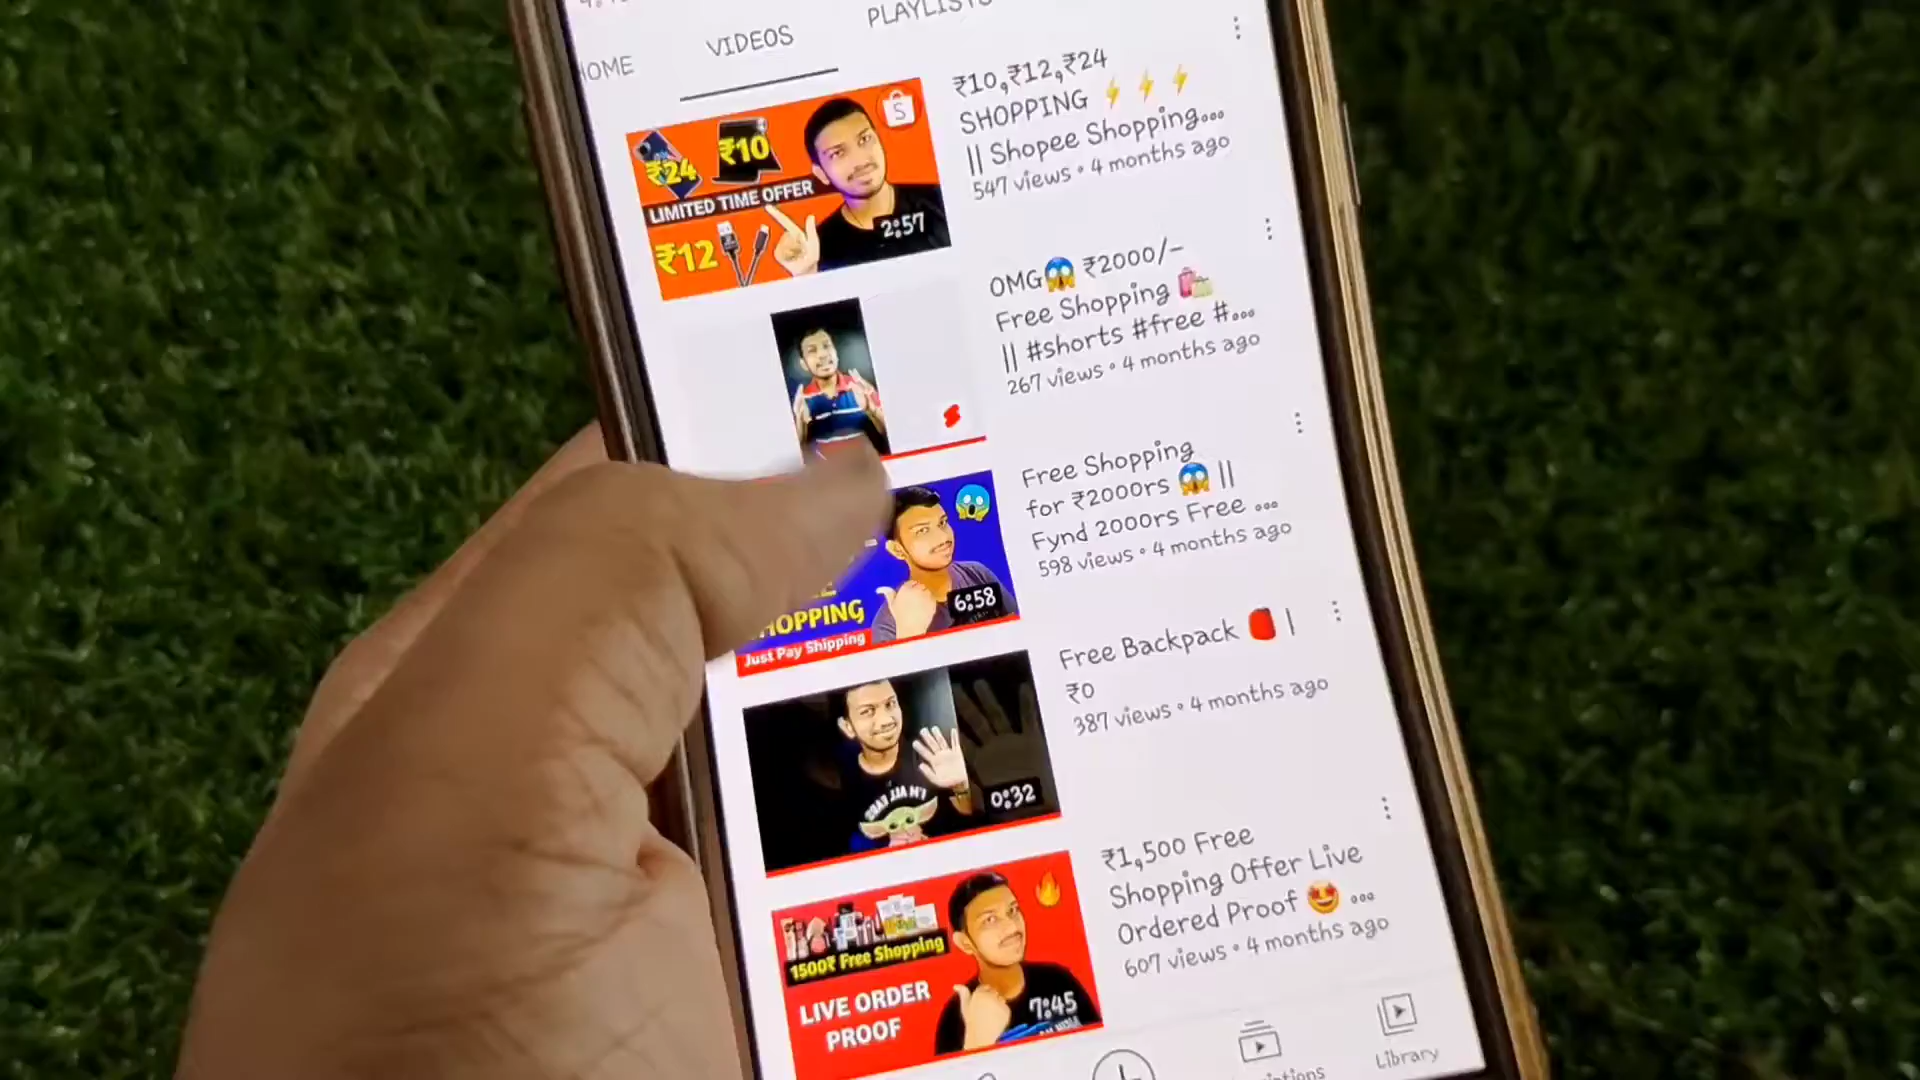 HOME
VIDEOS
PLAYLISTS
₹24
₹10
LIMITED TIME OFFER
₹12
S
2:57
₹10,₹12,₹24
SHOPPING ⚡⚡⚡
|| Shopee Shopping...
547 views • 4 months ago
OMG😱 ₹2000/-
Free Shopping 🛍️
|| #shorts #free #...
267 views • 4 months ago
HOPPING
Just Pay Shipping
6:58
Free Shopping
for ₹2000rs 😱 ||
Fynd 2000rs Free ...
598 views • 4 months ago
I'M ALL EARS
0:32
Free Backpack 🎒 |
₹0
387 views • 4 months ago
1500₹ Free Shopping
LIVE ORDER
PROOF
7:45
₹1,500 Free
Shopping Offer Live
Ordered Proof 🤩 ...
607 views • 4 months ago
Library